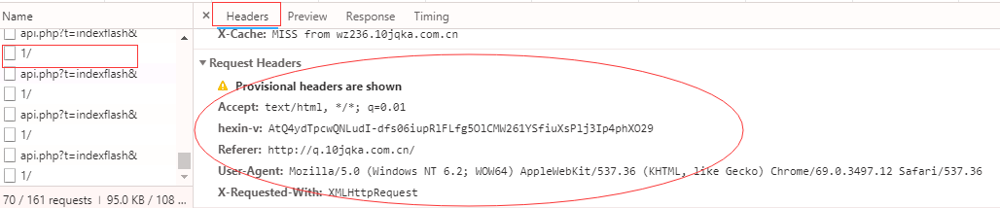 Name
api.php?t=indexflash&
1/
api.php?t=indexflash&
1/
api.php?t=indexflash&
1/
api.php?t=indexflash&
1/
70 / 161 requests | 95.0 KB / 108 ...
× Headers Preview Response Timing
X-Cache: MISS from wz236.10jqka.com.cn
▼ Request Headers
Provisional headers are shown
Accept: text/html, */*; q=0.01
hexin-v: AtQ4ydTpcwQNLudI-dfs06iupRlFLfg5OlCMW261YSfiuXsPlj3Ip4phXO29
Referer: http://q.10jqka.com.cn/
User-Agent: Mozilla/5.0 (Windows NT 6.2; WOW64) AppleWebKit/537.36 (KHTML, like Gecko) Chrome/69.0.3497.12 Safari/537.36
X-Requested-With: XMLHttpRequest